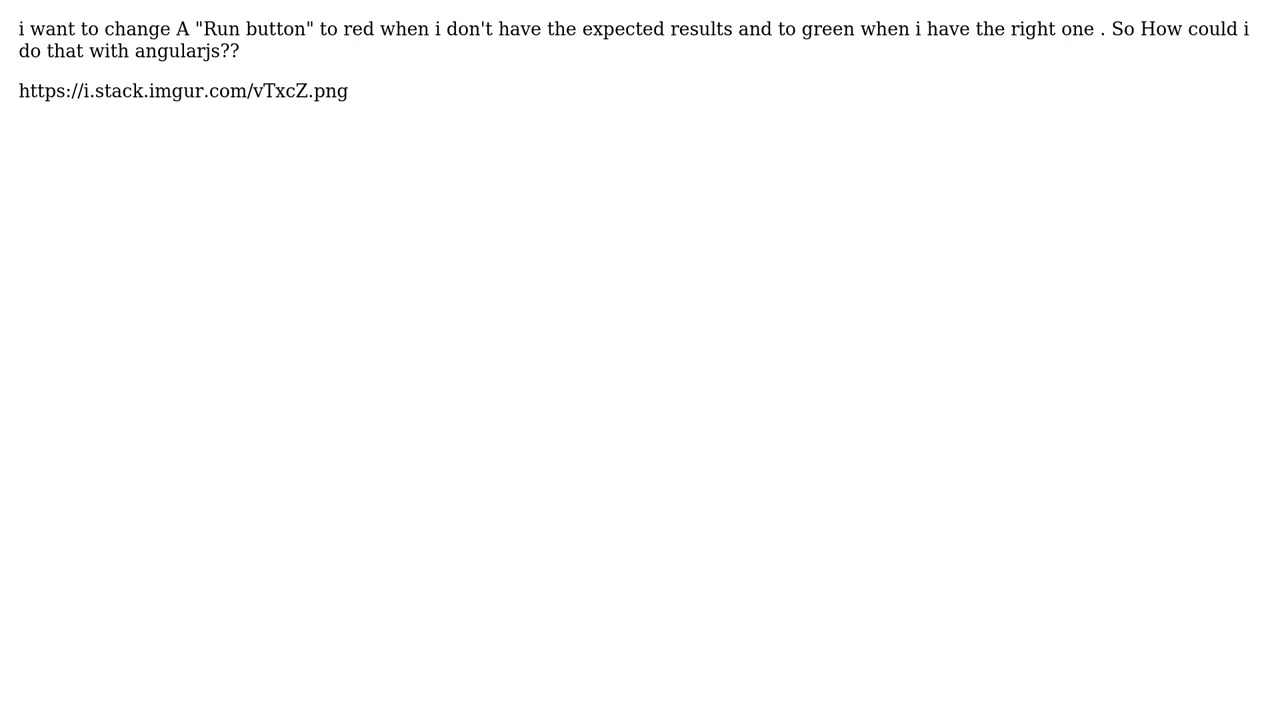 i want to change A "Run button" to red when i don't have the expected results and to green when i have the right one . So How could i
do that with angularjs??
https://i.stack.imgur.com/vTxcZ.png